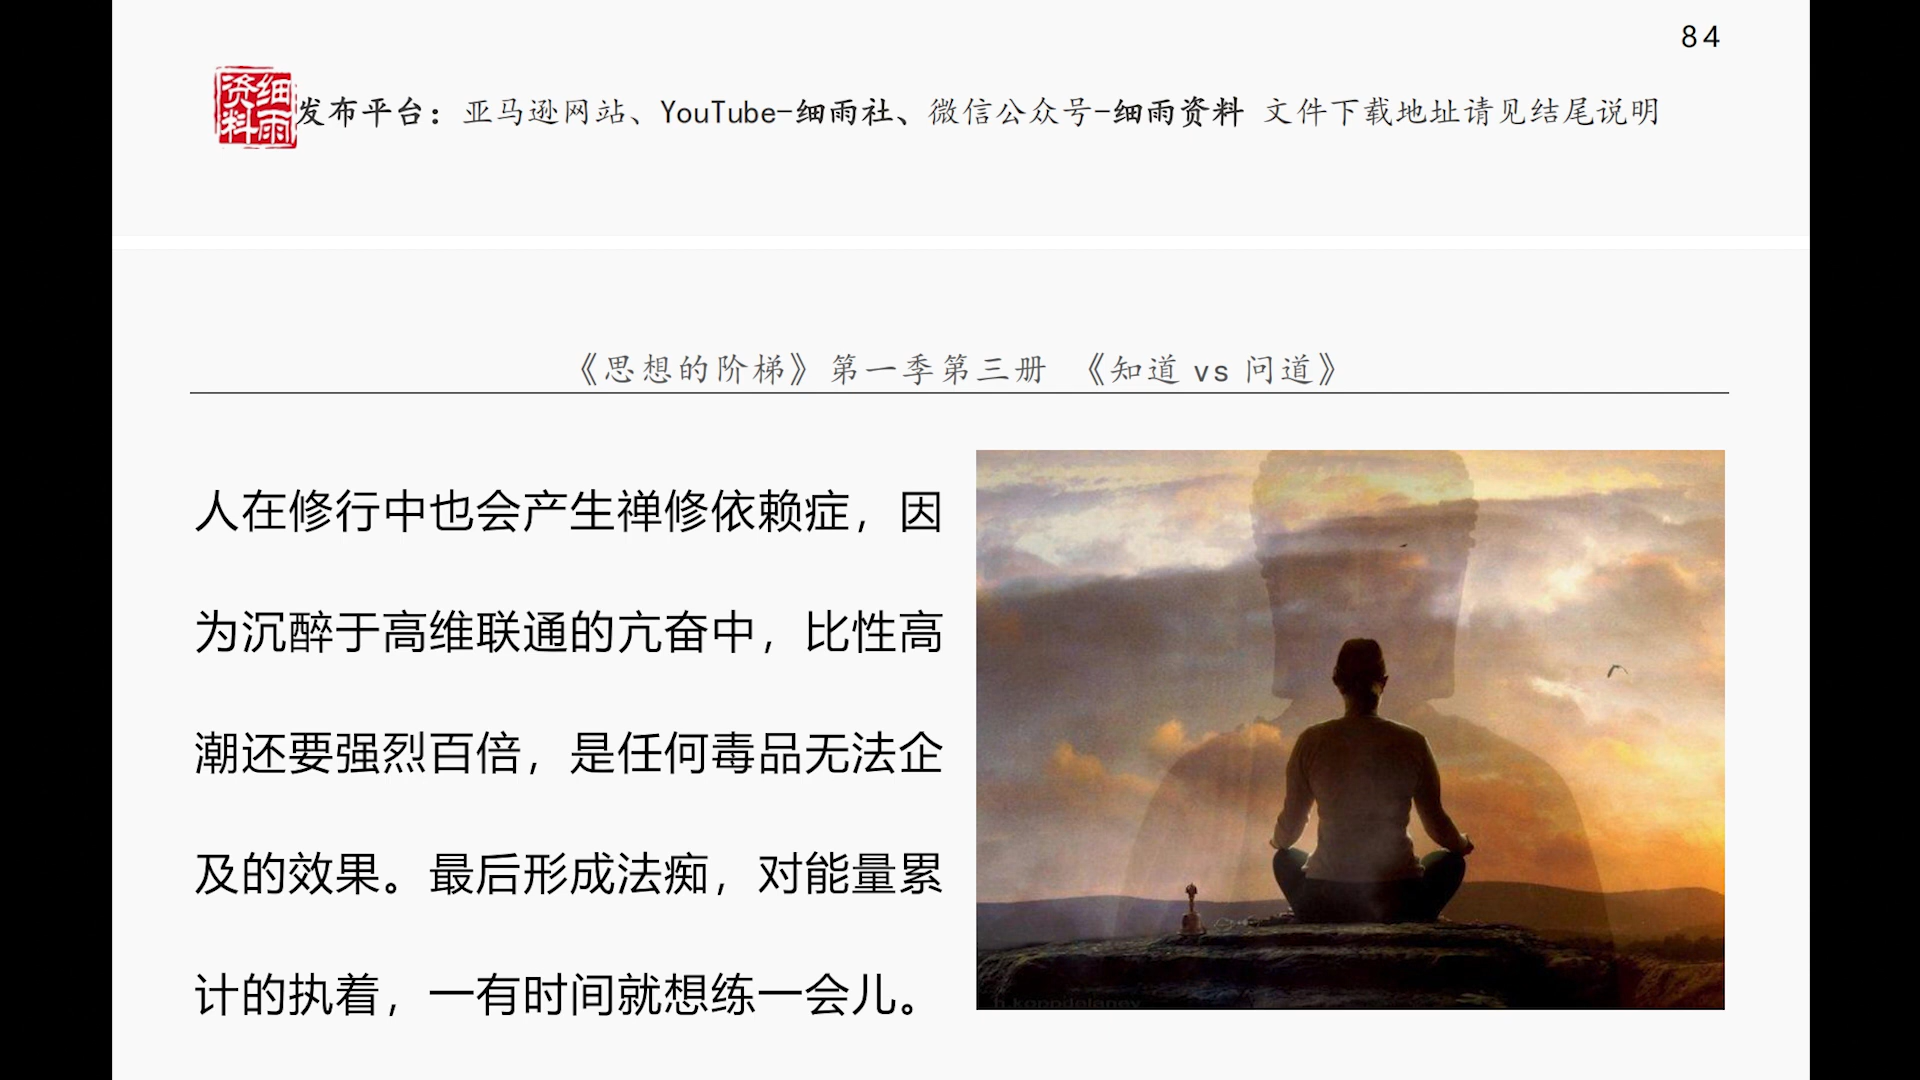 84
细雨资料
发布平台：亚马逊网站、YouTube-细雨社、微信公众号-细雨资料 文件下载地址请见结尾说明
《思想的阶梯》第一季第三册 《知道 vs 问道》
人在修行中也会产生禅修依赖症，因
为沉醉于高维联通的亢奋中，比性高
潮还要强烈百倍，是任何毒品无法企
及的效果。最后形成法痴，对能量累
计的执着，一有时间就想练一会儿。
h.koppdelaney